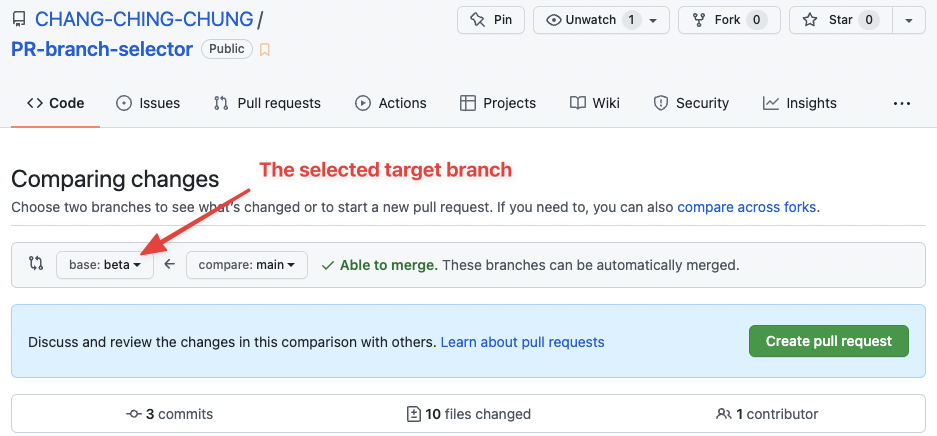 CHANG-CHING-CHUNG /
Pin
Unwatch 1
Fork 0
Star 0
PR-branch-selector Public
Code
Issues
Pull requests
Actions
Projects
Wiki
Security
Insights
...
The selected target branch
Comparing changes
Choose two branches to see what's changed or to start a new pull request. If you need to, you can also compare across forks.
base: beta
compare: main
Able to merge. These branches can be automatically merged.
Discuss and review the changes in this comparison with others. Learn about pull requests
Create pull request
3 commits
10 files changed
1 contributor